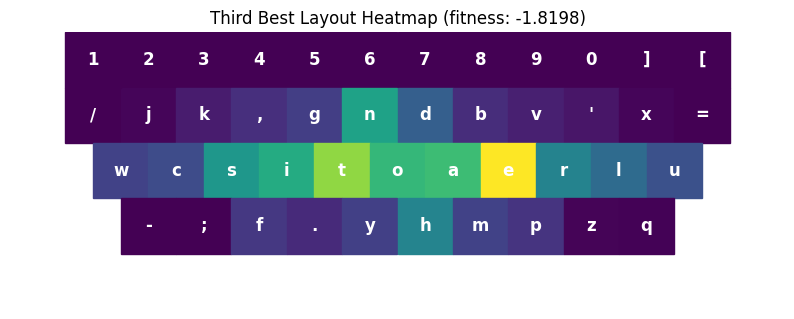 Third Best Layout Heatmap (fitness: -1.8198)
1 2 3 4 5 6 7 8 9 0 ] [
/ j k , g n d b v ' x =
w c s i t o a e r l u
- ; f . y h m p z q